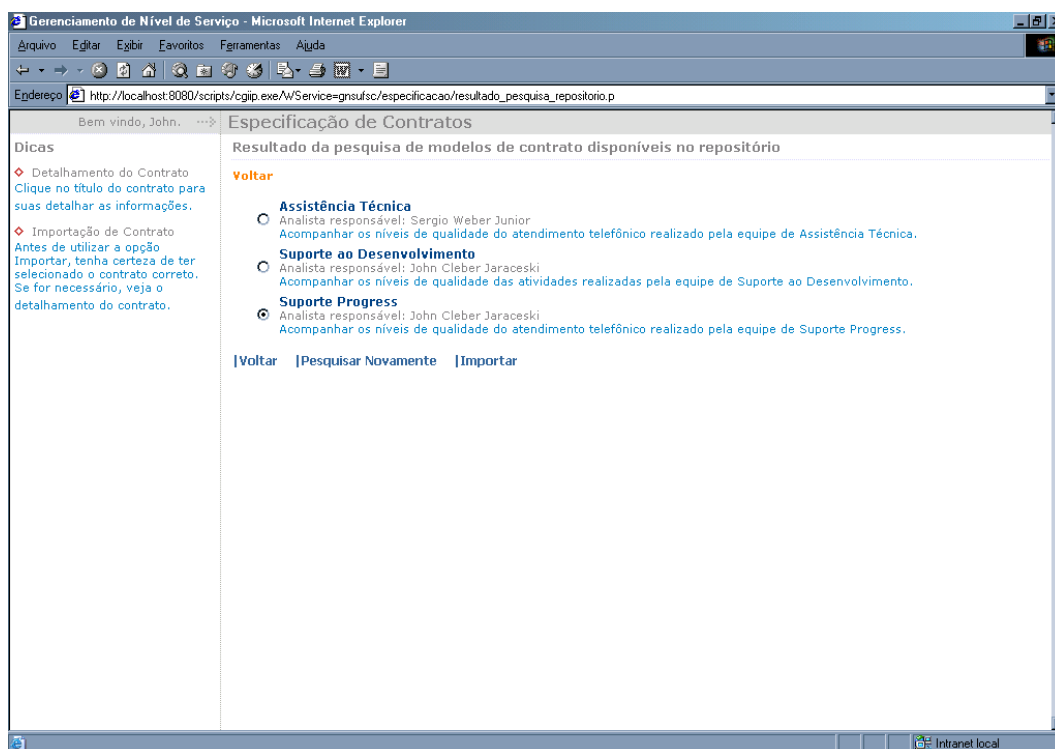 Gerenciamento de Nível de Serviço - Microsoft Internet Explorer
Arquivo Editar Exibir Favoritos Ferramentas Ajuda
Endereço http://localhost:8080/scripts/cgiip.exe/WService=gnsufsc/especificacao/resultado_pesquisa_repositorio.p
Bem vindo, John.
Especificação de Contratos
Dicas
Detalhamento do Contrato
Clique no título do contrato para
suas detalhar as informações.
Importação de Contrato
Antes de utilizar a opção
Importar, tenha certeza de ter
selecionado o contrato correto.
Se for necessário, veja o
detalhamento do contrato.
Resultado da pesquisa de modelos de contrato disponíveis no repositório
Voltar
Assistência Técnica
Analista responsável: Sergio Weber Junior
Acompanhar os níveis de qualidade do atendimento telefônico realizado pela equipe de Assistência Técnica.
Suporte ao Desenvolvimento
Analista responsável: John Cleber Jaraceski
Acompanhar os níveis de qualidade das atividades realizadas pela equipe de Suporte ao Desenvolvimento.
Suporte Progress
Analista responsável: John Cleber Jaraceski
Acompanhar os níveis de qualidade do atendimento telefônico realizado pela equipe de Suporte Progress.
|Voltar |Pesquisar Novamente |Importar
Intranet local